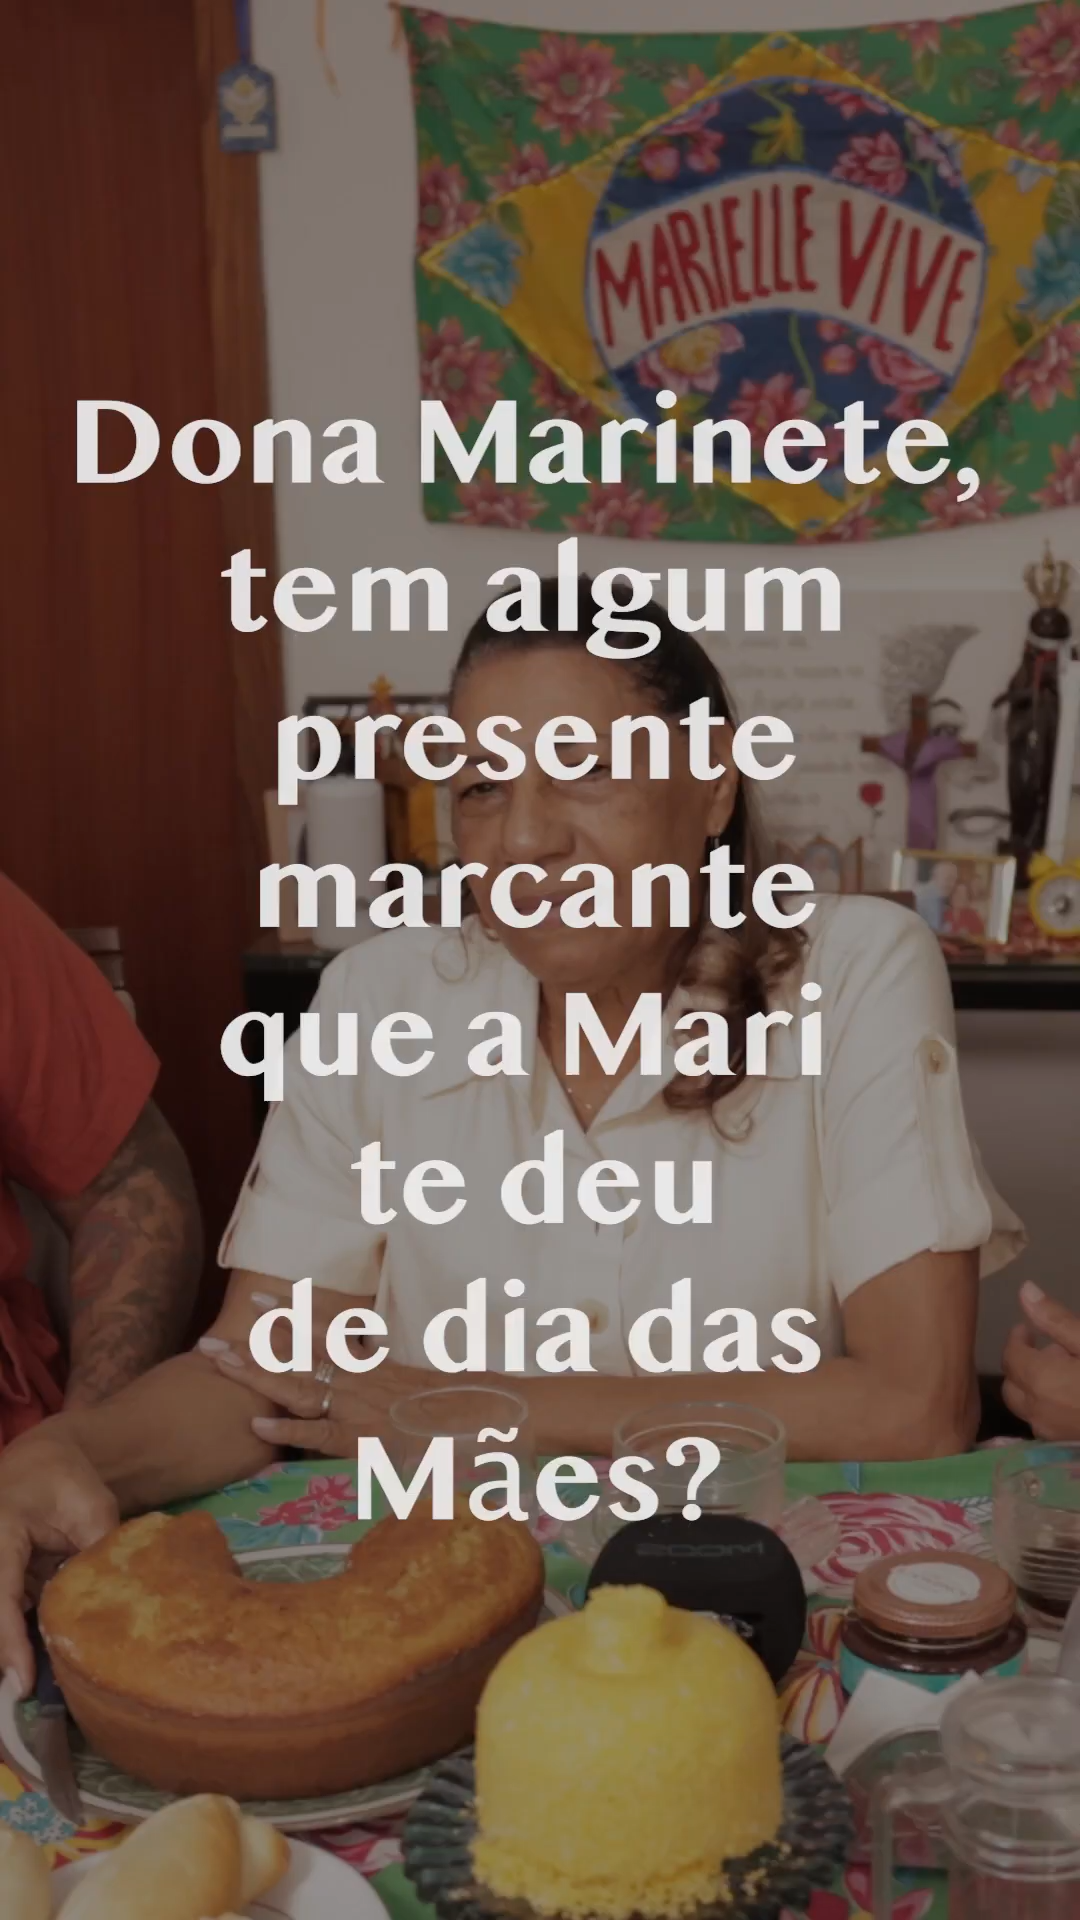 MARIELLE VIVE
Dona Marinete,
tem algum
presente
marcante
que a Mari
te deu
de dia das
Mães?
ZOOM